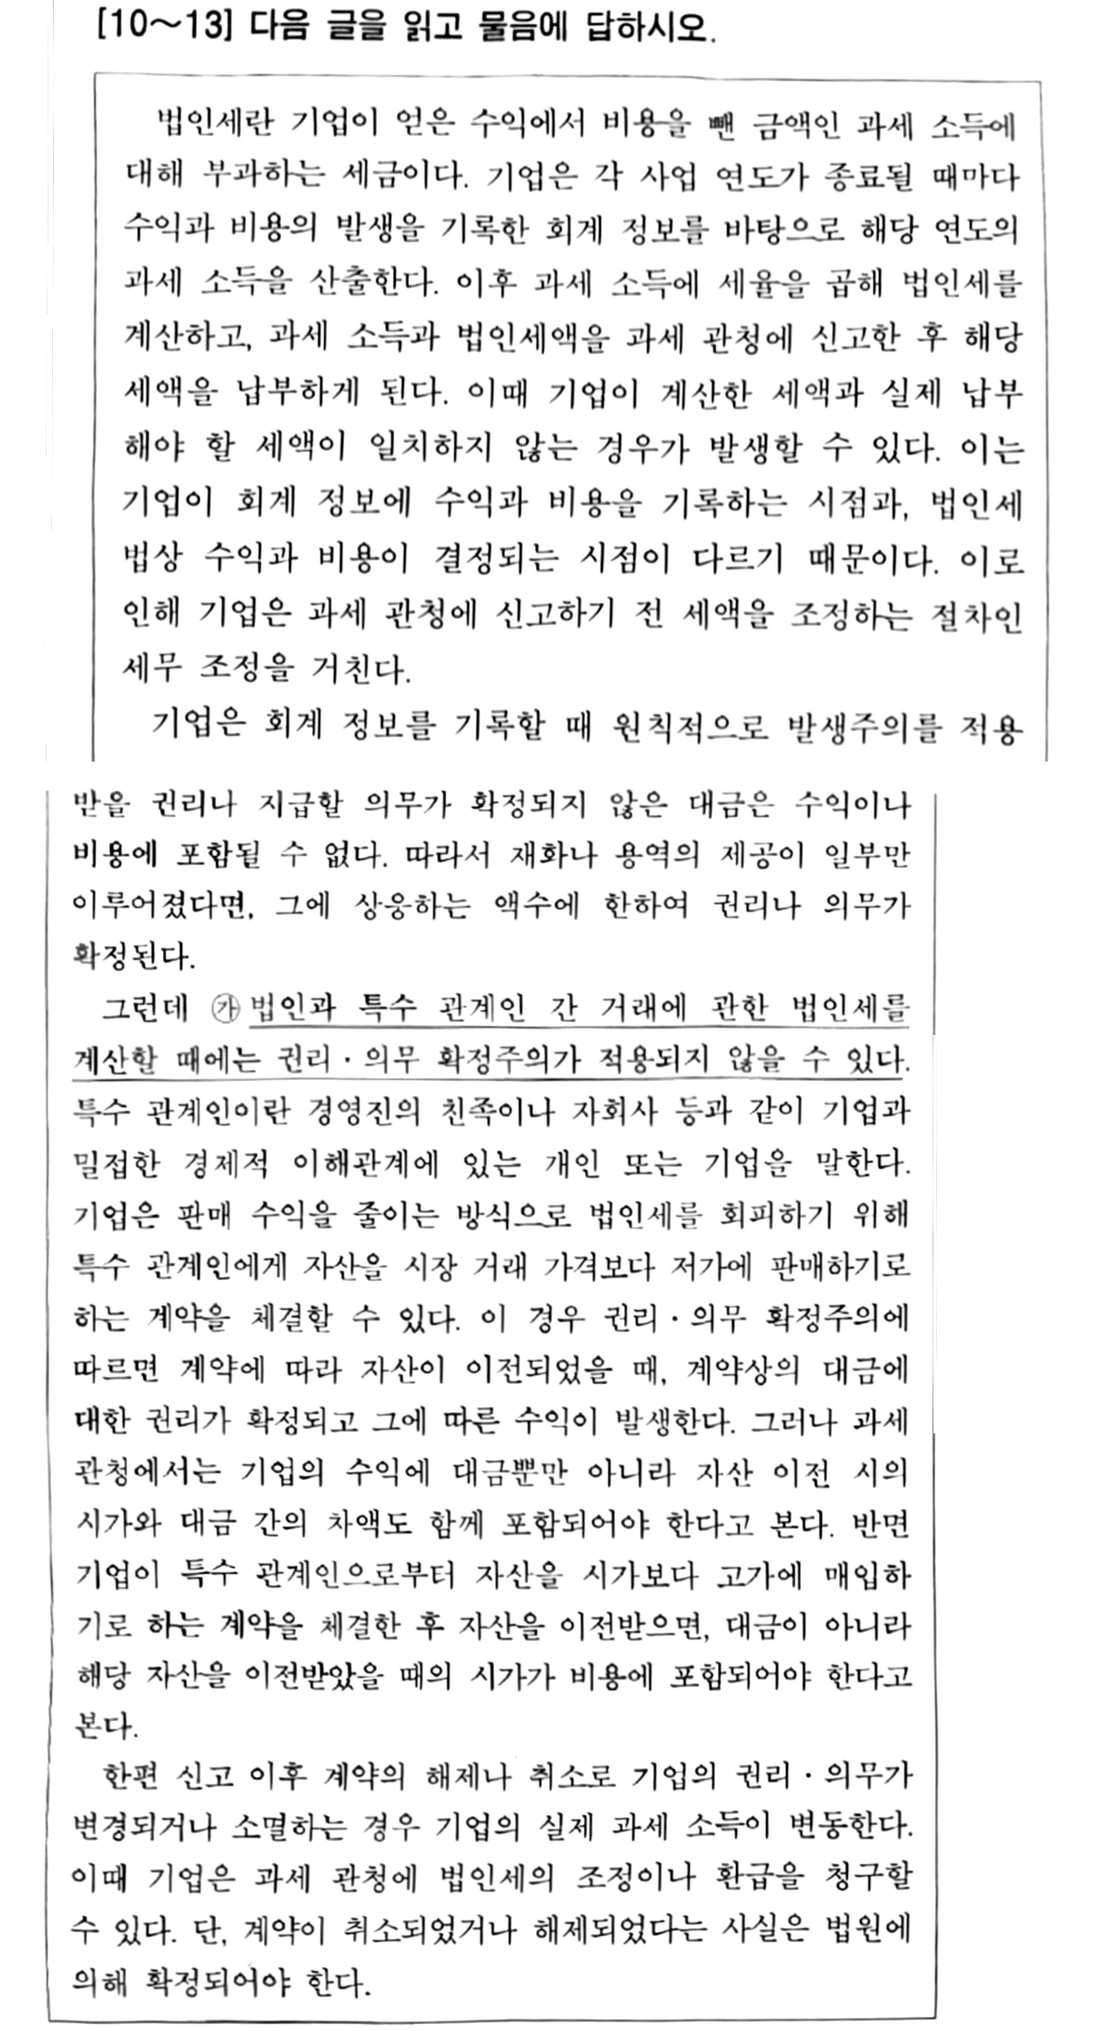 [10~13] 다음 글을 읽고 물음에 답하시오.
법인세란 기업이 얻은 수익에서 비용을 뺀 금액인 과세 소득에
대해 부과하는 세금이다. 기업은 각 사업 연도가 종료될 때마다
수익과 비용의 발생을 기록한 회계 정보를 바탕으로 해당 연도의
과세 소득을 산출한다. 이후 과세 소득에 세율을 곱해 법인세를
계산하고, 과세 소득과 법인세액을 과세 관청에 신고한 후 해당
세액을 납부하게 된다. 이때 기업이 계산한 세액과 실제 납부
해야 할 세액이 일치하지 않는 경우가 발생할 수 있다. 이는
기업이 회계 정보에 수익과 비용을 기록하는 시점과, 법인세
법상 수익과 비용이 결정되는 시점이 다르기 때문이다. 이로
인해 기업은 과세 관청에 신고하기 전 세액을 조정하는 절차인
세무 조정을 거친다.
기업은 회계 정보를 기록할 때 원칙적으로 발생주의를 적용
받을 권리나 지급할 의무가 확정되지 않은 대금은 수익이나
비용에 포함될 수 없다. 따라서 재화나 용역의 제공이 일부만
이루어졌다면, 그에 상응하는 액수에 한하여 권리나 의무가
확정된다.
그런데 ㉮ 법인과 특수 관계인 간 거래에 관한 법인세를
계산할 때에는 권리·의무 확정주의가 적용되지 않을 수 있다.
특수 관계인이란 경영진의 친족이나 자회사 등과 같이 기업과
밀접한 경제적 이해관계에 있는 개인 또는 기업을 말한다.
기업은 판매 수익을 줄이는 방식으로 법인세를 회피하기 위해
특수 관계인에게 자산을 시장 거래 가격보다 저가에 판매하기로
하는 계약을 체결할 수 있다. 이 경우 권리·의무 확정주의에
따르면 계약에 따라 자산이 이전되었을 때, 계약상의 대금에
대한 권리가 확정되고 그에 따른 수익이 발생한다. 그러나 과세
관청에서는 기업의 수익에 대금뿐만 아니라 자산 이전 시의
시가와 대금 간의 차액도 함께 포함되어야 한다고 본다. 반면
기업이 특수 관계인으로부터 자산을 시가보다 고가에 매입하
기로 하는 계약을 체결한 후 자산을 이전받으면, 대금이 아니라
해당 자산을 이전받았을 때의 시가가 비용에 포함되어야 한다고
본다.
한편 신고 이후 계약의 해제나 취소로 기업의 권리·의무가
변경되거나 소멸하는 경우 기업의 실제 과세 소득이 변동한다.
이때 기업은 과세 관청에 법인세의 조정이나 환급을 청구할
수 있다. 단, 계약이 취소되었거나 해제되었다는 사실은 법원에
의해 확정되어야 한다.